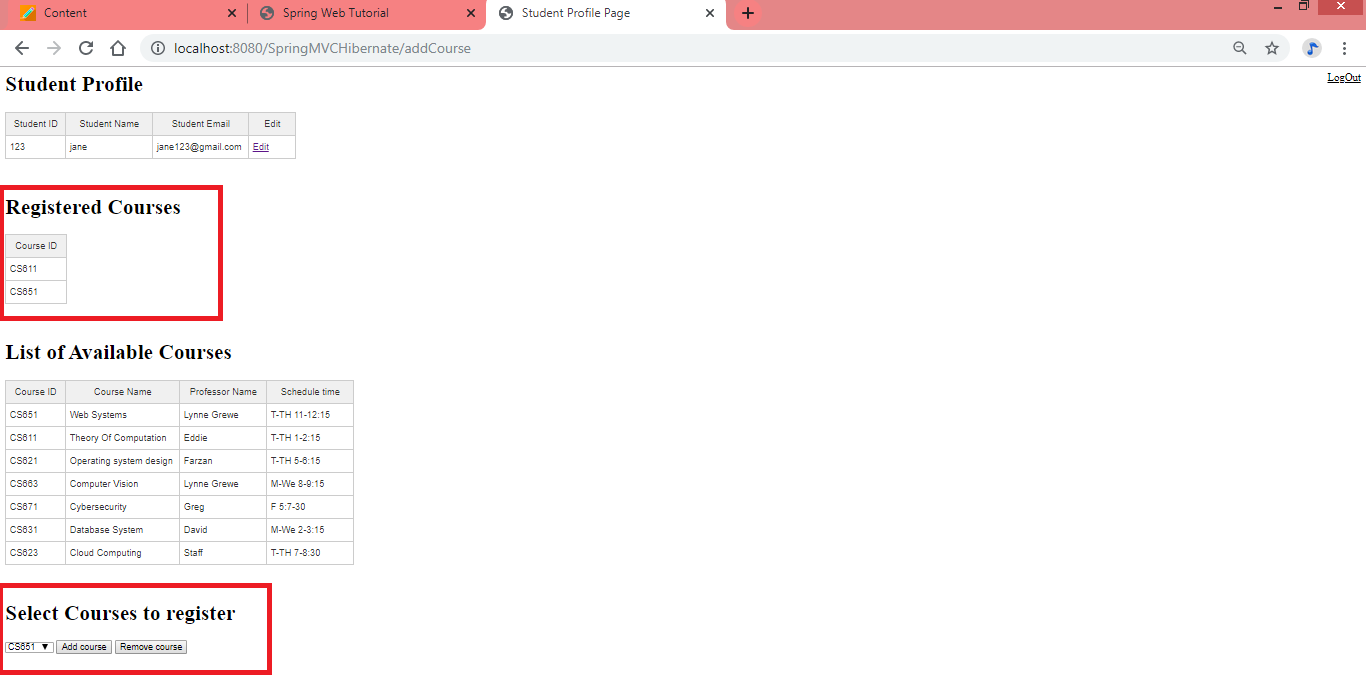 Content Spring Web Tutorial Student Profile Page
localhost:8080/SpringMVCHibernate/addCourse
LogOut
Student Profile
Student ID Student Name Student Email Edit
123 jane jane123@gmail.com Edit
Registered Courses
Course ID
CS611
CS651
List of Available Courses
Course ID Course Name Professor Name Schedule time
CS651 Web Systems Lynne Grewe T-TH 11-12:15
CS611 Theory Of Computation Eddie T-TH 1-2:15
CS621 Operating system design Farzan T-TH 5-6:15
CS663 Computer Vision Lynne Grewe M-We 8-9:15
CS671 Cybersecurity Greg F 5:7-30
CS631 Database System David M-We 2-3:15
CS623 Cloud Computing Staff T-TH 7-8:30
Select Courses to register
CS651 ▼ Add course Remove course